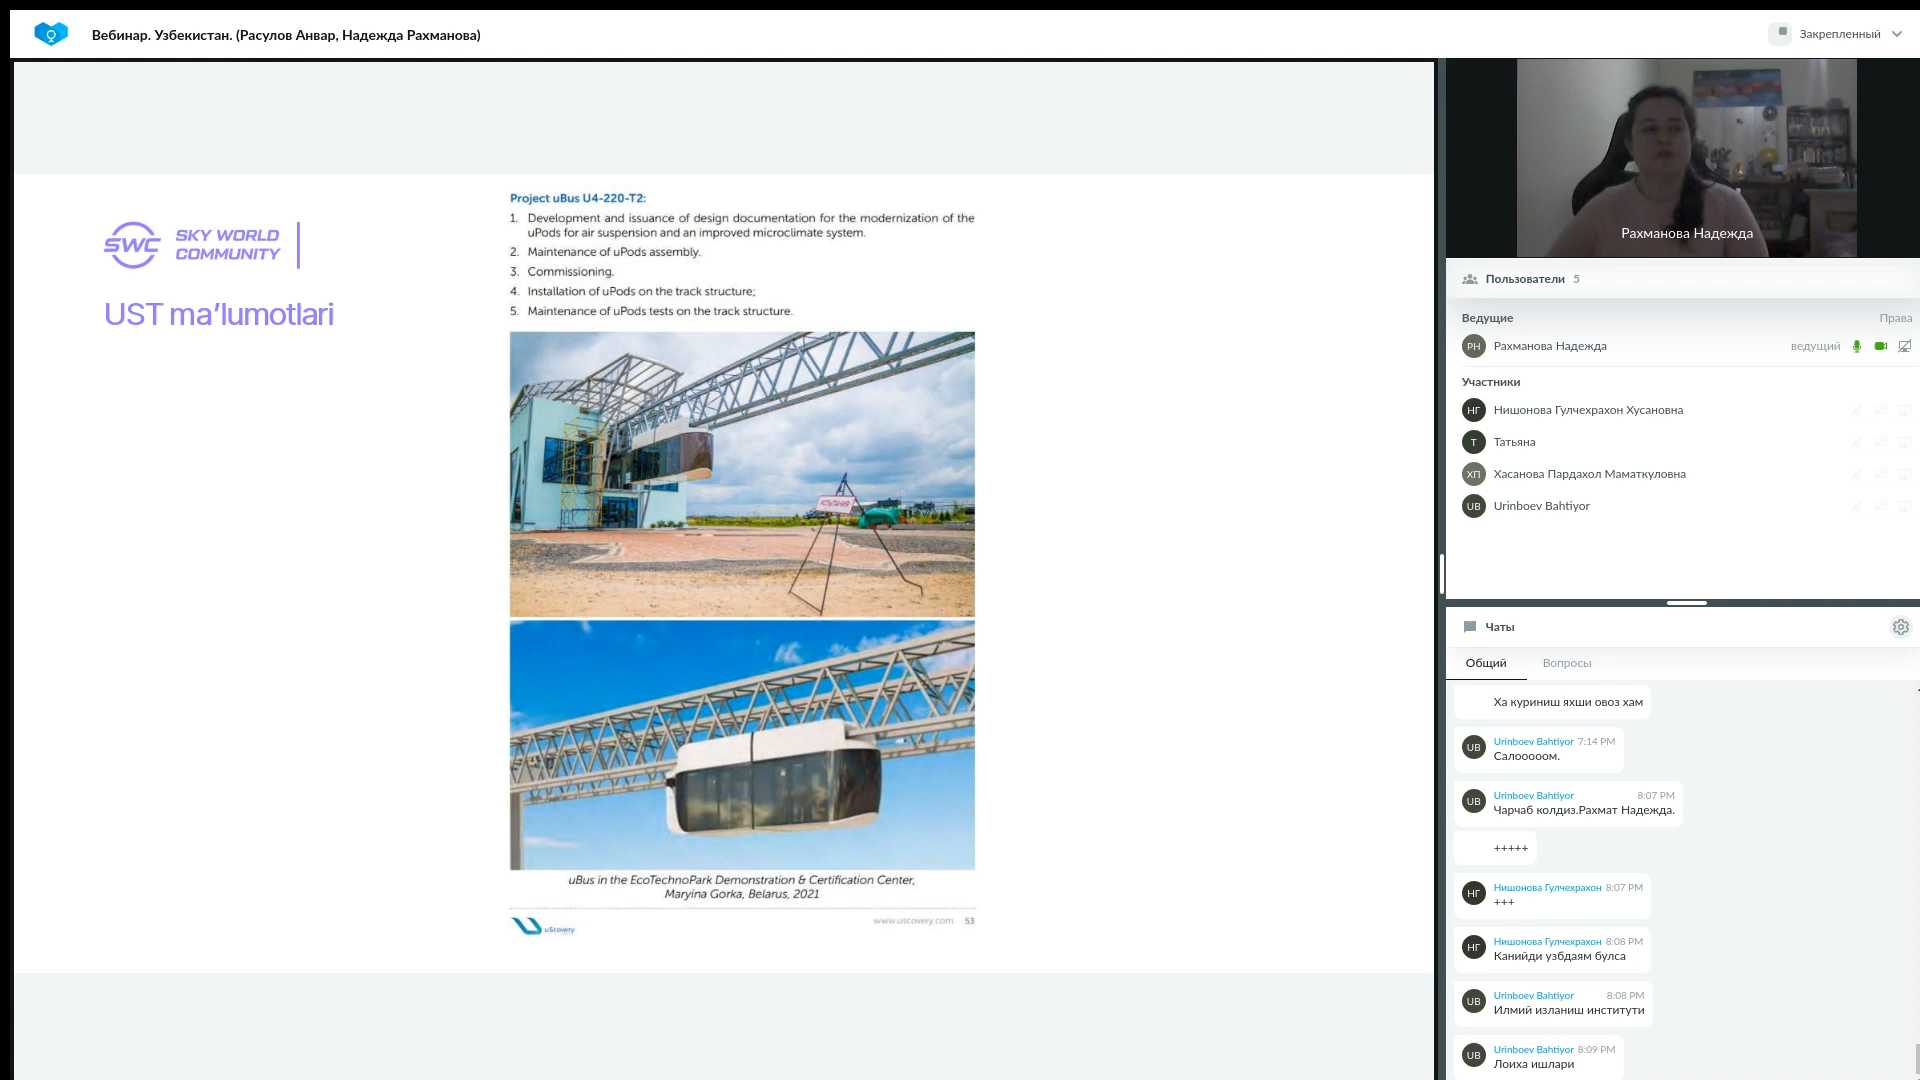 Вебинар. Узбекистан. (Расулов Анвар, Надежда Рахманова)
Закрепленный
SWC
SKY WORLD
COMMUNITY
UST ma'lumotlari
Project uBus U4-220-T2:
1. Development and issuance of design documentation for the modernization of the
uPods for air suspension and an improved microclimate system.
2. Maintenance of uPods assembly.
3. Commissioning.
4. Installation of uPods on the track structure;
5. Maintenance of uPods tests on the track structure.
ИСПЫТАНИЯ
uBus in the EcoTechnoPark Demonstration & Certification Center,
Maryina Gorka, Belarus, 2021
uScovery
www.uscovery.com 53
Рахманова Надежда
Пользователи 5
Ведущие Права
РН Рахманова Надежда ведущий
Участники
НГ Нишонова Гулчехрахон Хусановна
Т Татьяна
ХП Хасанова Пардахол Маматкуловна
UB Urinboev Bahtiyor
Чаты
Общий Вопросы
Ха куриниш яхши овоз хам
UB Urinboev Bahtiyor 7:14 PM
Салооооом.
UB Urinboev Bahtiyor 8:07 PM
Чарчаб колдиз.Рахмат Надежда.
+++++
НГ Нишонова Гулчехрахон 8:07 PM
+++
НГ Нишонова Гулчехрахон 8:08 PM
Канийди узбдаям булса
UB Urinboev Bahtiyor 8:08 PM
Илмий изланиш институти
UB Urinboev Bahtiyor 8:09 PM
Лоиха ишлари